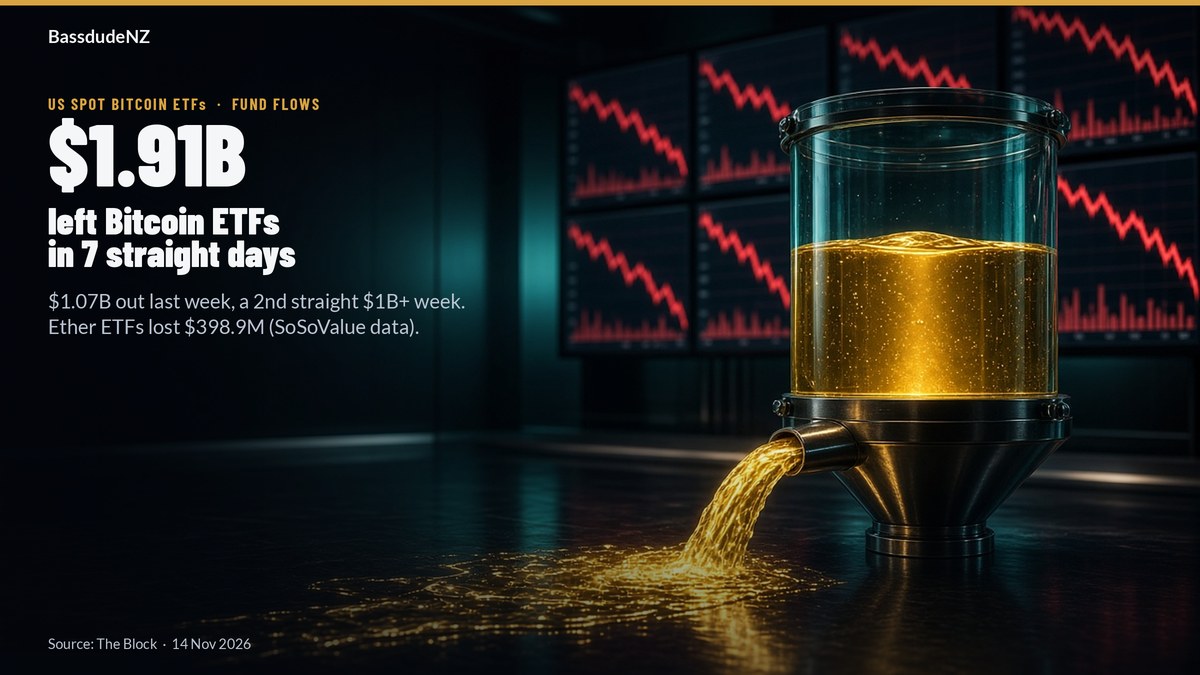 BassdudeNZ
US SPOT BITCOIN ETFs · FUND FLOWS
$1.91B
left Bitcoin ETFs
in 7 straight days
$1.07B out last week, a 2nd straight $1B+ week.
Ether ETFs lost $398.9M (SoSoValue data).
Source: The Block · 14 Nov 2026